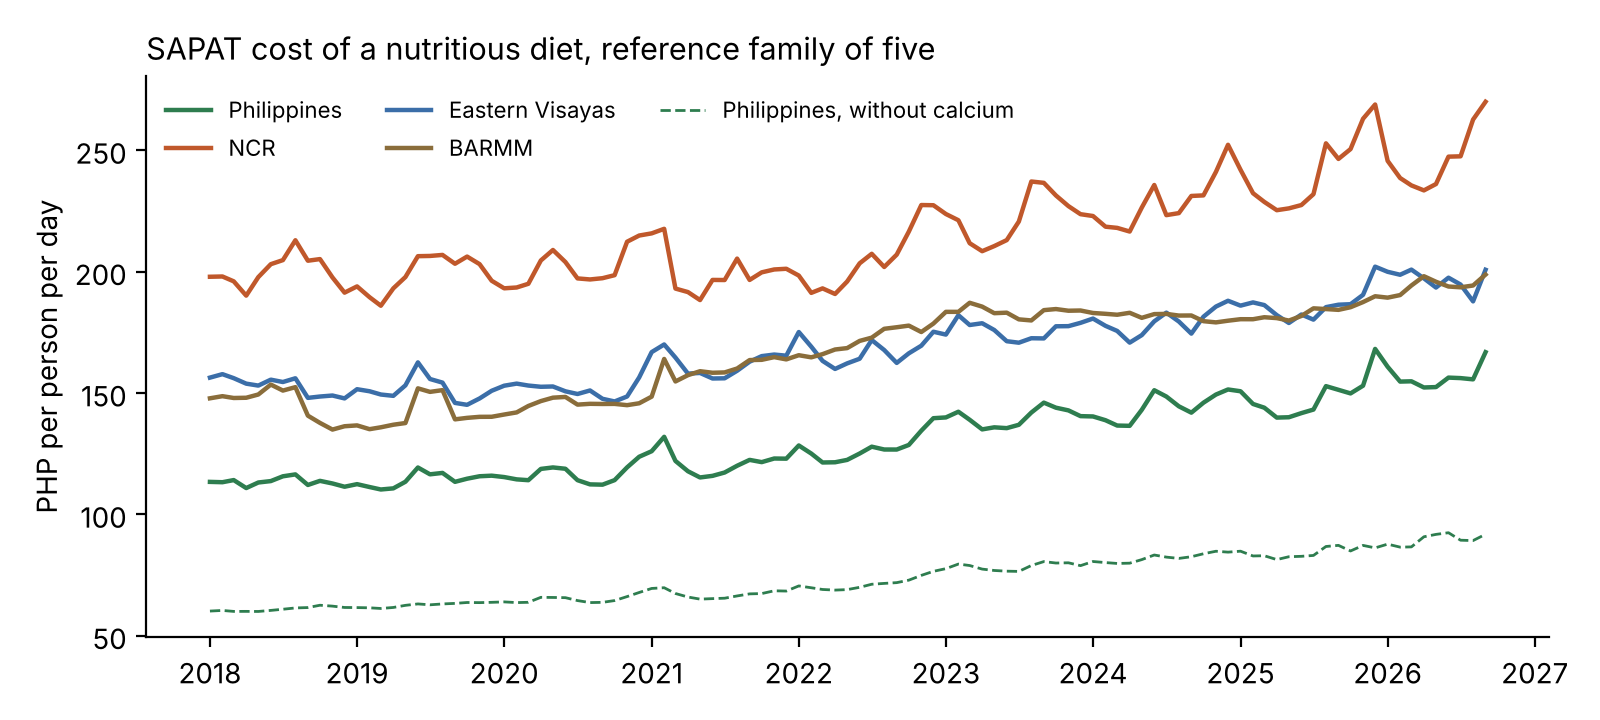 SAPAT cost of a nutritious diet, reference family of five
Philippines
NCR
Eastern Visayas
BARMM
Philippines, without calcium
PHP per person per day
250
200
150
100
50
2018 2019 2020 2021 2022 2023 2024 2025 2026 2027